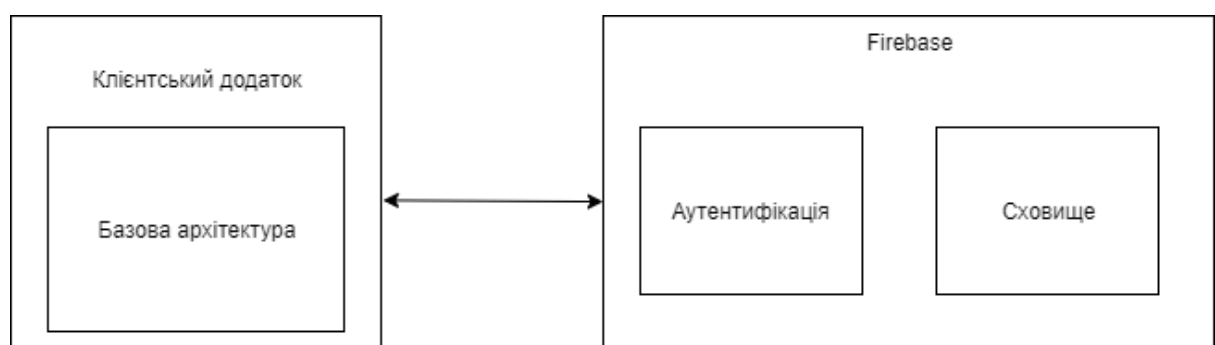 Клієнтський додаток
Базова архітектура
Firebase
Аутентифікація
Сховище